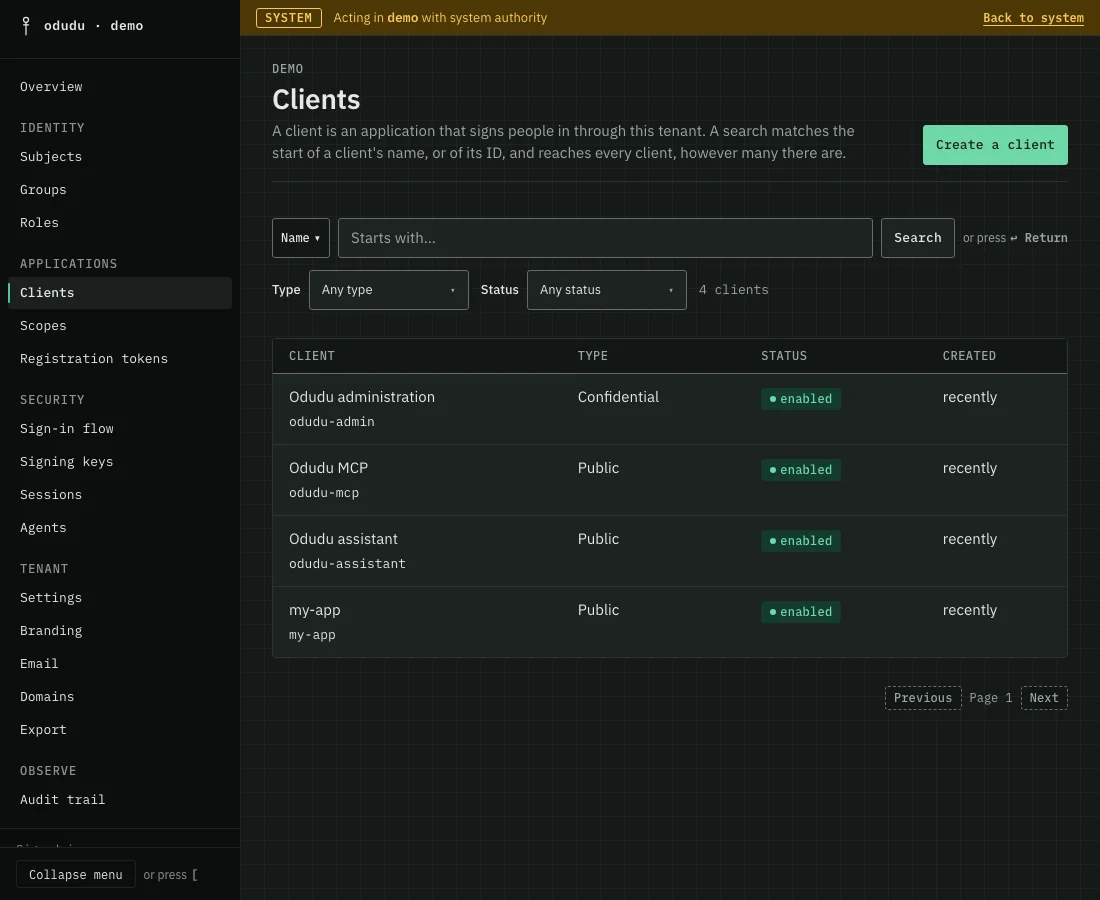 odudu · demo
SYSTEM Acting in demo with system authority Back to system
Overview
IDENTITY
Subjects
Groups
Roles
APPLICATIONS
Clients
Scopes
Registration tokens
SECURITY
Sign-in flow
Signing keys
Sessions
Agents
TENANT
Settings
Branding
Email
Domains
Export
OBSERVE
Audit trail
Collapse menu or press [
DEMO
Clients
A client is an application that signs people in through this tenant. A search matches the
start of a client's name, or of its ID, and reaches every client, however many there are.
Create a client
Name ▾ Starts with... Search or press ↩ Return
Type Any type ▾ Status Any status ▾ 4 clients
CLIENT TYPE STATUS CREATED
Odudu administration Confidential enabled recently
odudu-admin
Odudu MCP Public enabled recently
odudu-mcp
Odudu assistant Public enabled recently
odudu-assistant
my-app Public enabled recently
my-app
Previous Page 1 Next